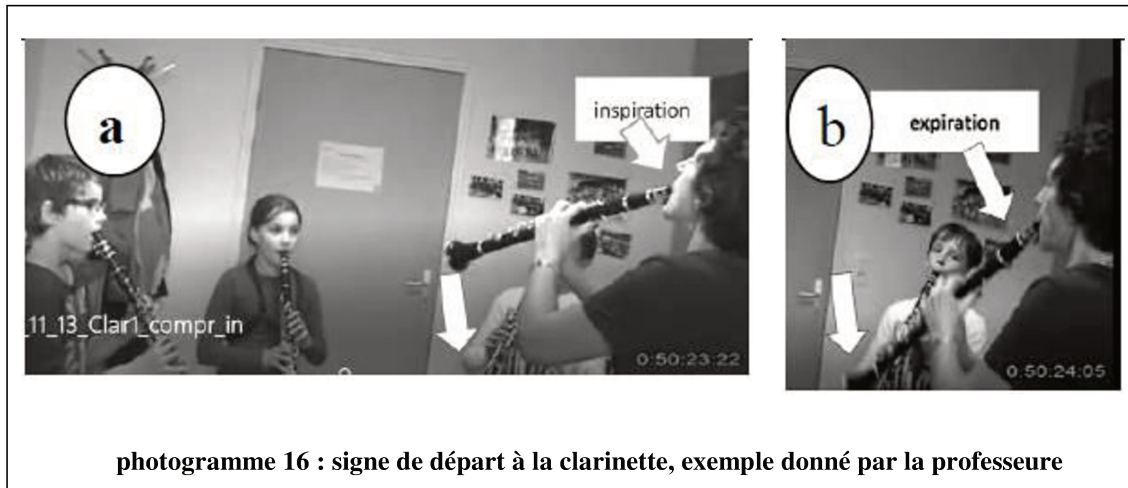 a
inspiration
_11_13_Clar1_compr_in
0:50:23:22
b
expiration
0:50:24:05
photogramme 16 : signe de départ à la clarinette, exemple donné par la professeure